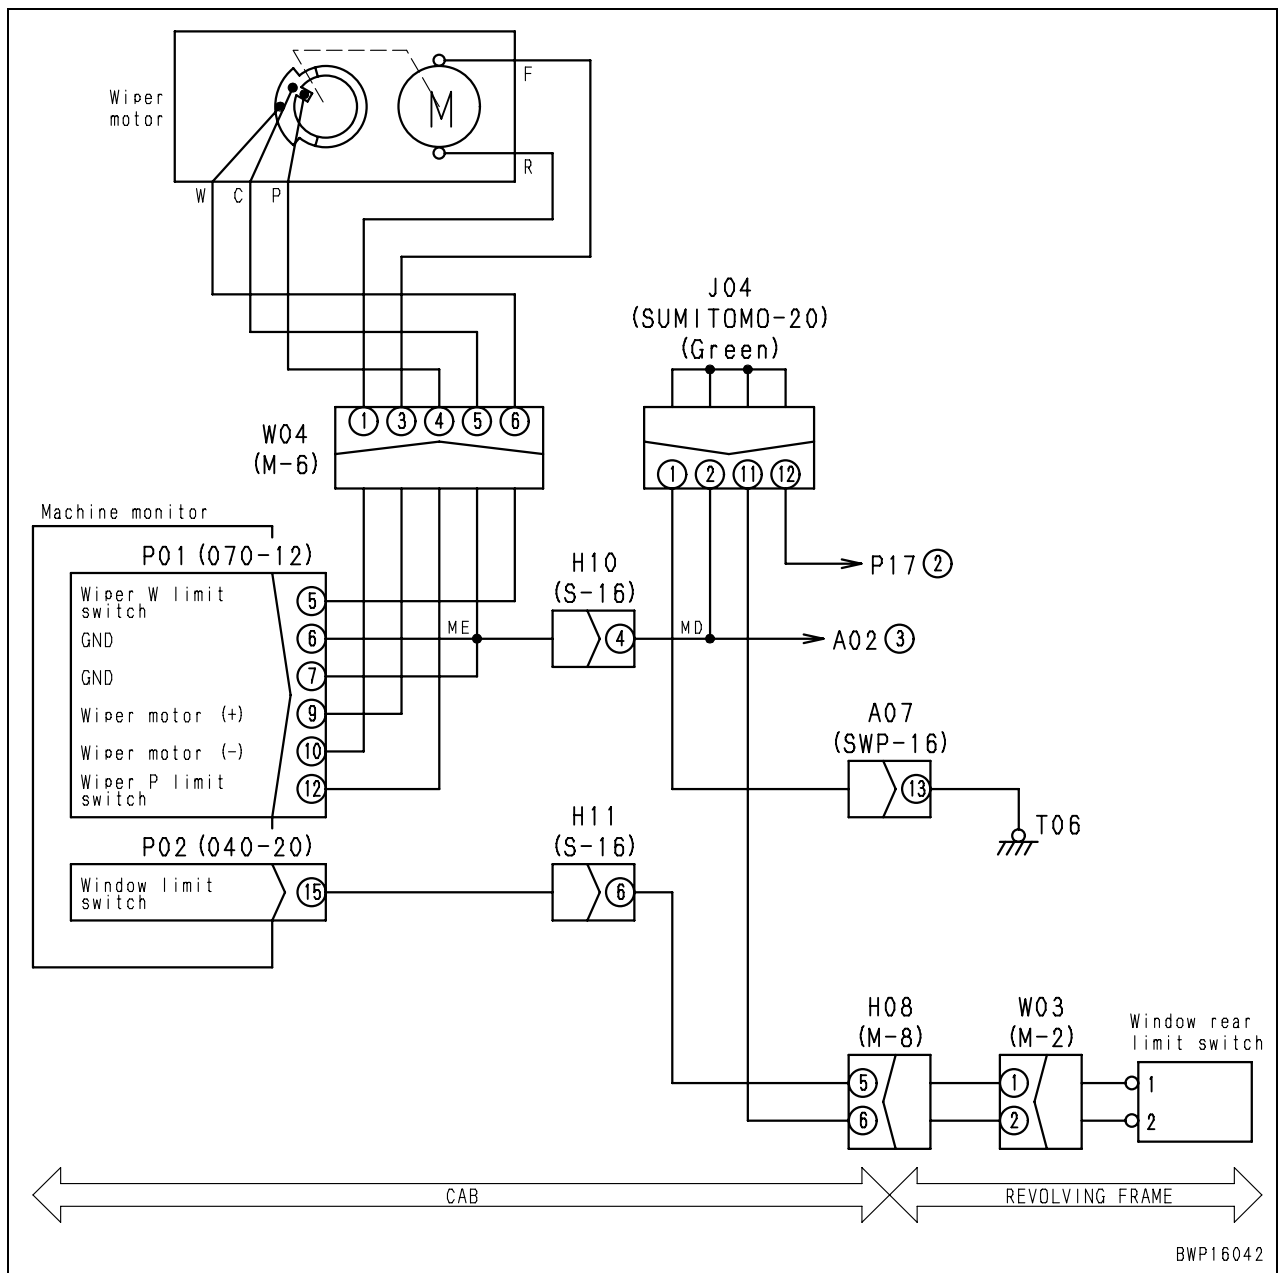 Wiper
motor
F
M
R
W C P
J04
(SUMITOMO-20)
(Green)
1 3 4 5 6
W04
(M-6)
1 2 11 12
Machine monitor
P01 (070-12)
H10
(S-16)
P17 2
Wiper W limit
switch
5
GND
6
ME
4
MD
A02 3
GND
7
Wiper motor (+)
9
A07
(SWP-16)
Wiper motor (-)
10
Wiper P limit
switch
12
13
T06
P02 (040-20)
H11
(S-16)
Window limit
switch
15
6
H08
(M-8)
W03
(M-2)
Window rear
limit switch
5
1
1
6
2
2
CAB
REVOLVING FRAME
BWP16042